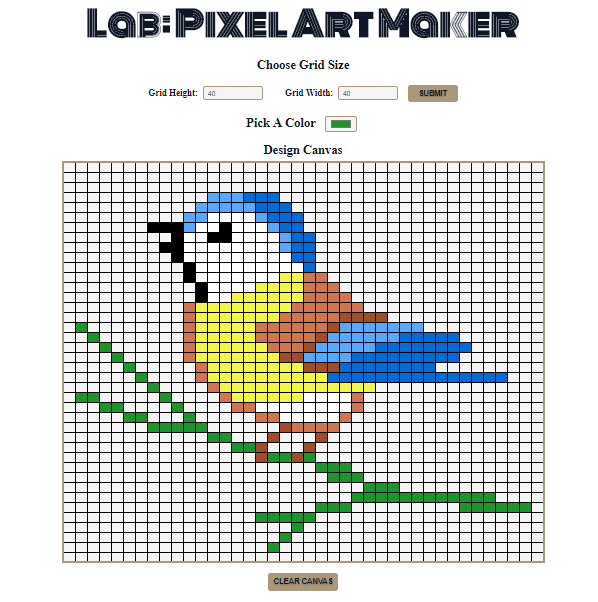 Lab: Pixel Art Maker
Choose Grid Size
Grid Height: 40 Grid Width: 40 SUBMIT
Pick A Color
Design Canvas
CLEAR CANVAS